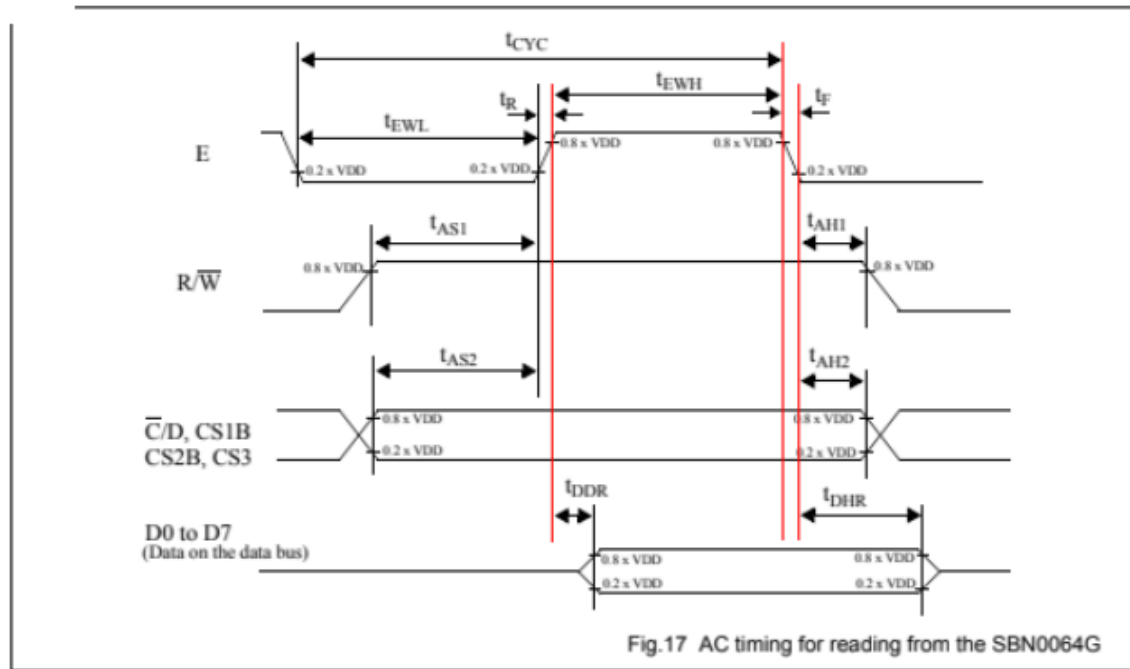 tCYC
tEWH
tR
tF
tEWL
E
0.8 x VDD
0.8 x VDD
0.2 x VDD
0.2 x VDD
0.2 x VDD
tAS1
tAH1
0.8 x VDD
0.8 x VDD
R/W̅
tAS2
tAH2
0.8 x VDD
0.8 x VDD
C̅/D, CS1B
CS2B, CS3
0.2 x VDD
0.2 x VDD
tDDR
tDHR
D0 to D7
(Data on the data bus)
0.8 x VDD
0.8 x VDD
0.2 x VDD
0.2 x VDD
Fig.17 AC timing for reading from the SBN0064G